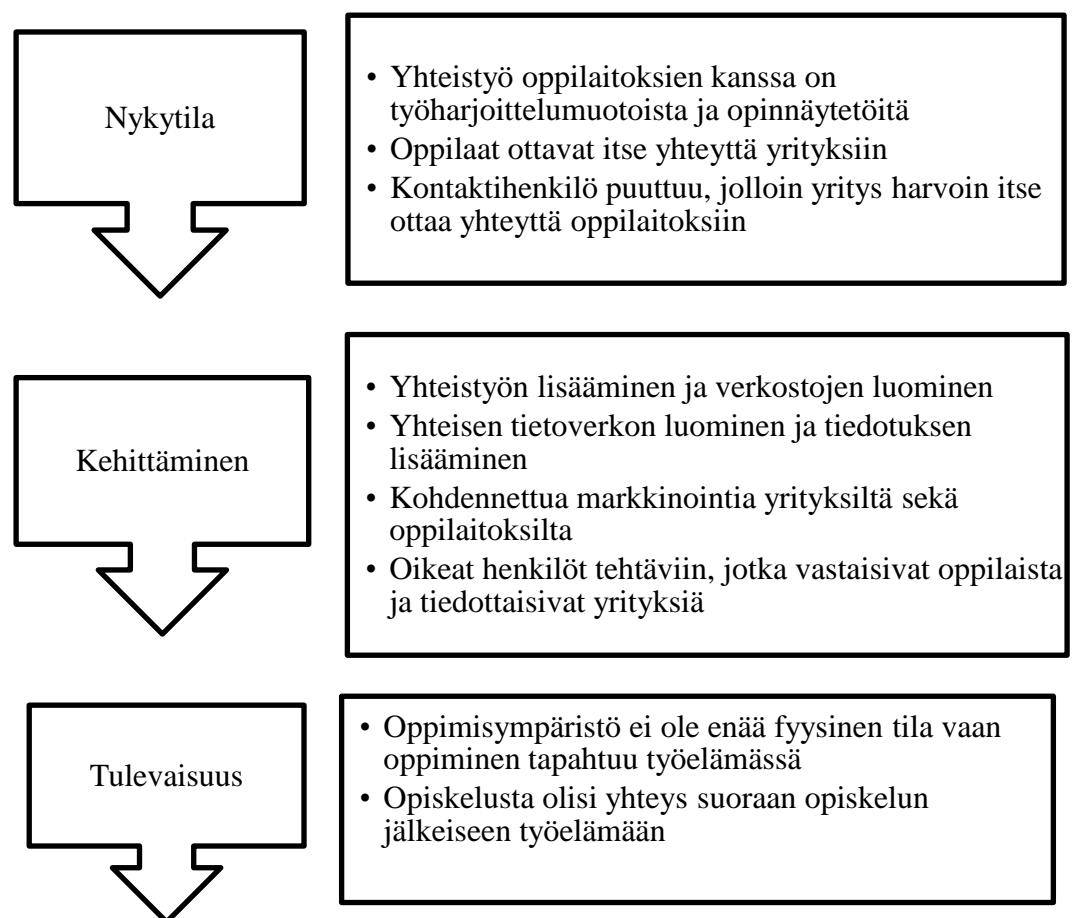 Nykytila
• Yhteistyö oppilaitoksien kanssa on
työharjoittelumuotoista ja opinnäytetöitä
• Oppilaat ottavat itse yhteyttä yrityksiin
• Kontaktihenkilö puuttuu, jolloin yritys harvoin itse
ottaa yhteyttä oppilaitoksiin
Kehittäminen
• Yhteistyön lisääminen ja verkostojen luominen
• Yhteisen tietoverkon luominen ja tiedotuksen
lisääminen
• Kohdennettua markkinointia yrityksiltä sekä
oppilaitoksilta
• Oikeat henkilöt tehtäviin, jotka vastaisivat oppilaista
ja tiedottaisivat yrityksiä
Tulevaisuus
• Oppimisympäristö ei ole enää fyysinen tila vaan
oppiminen tapahtuu työelämässä
• Opiskelusta olisi yhteys suoraan opiskelun
jälkeiseen työelämään